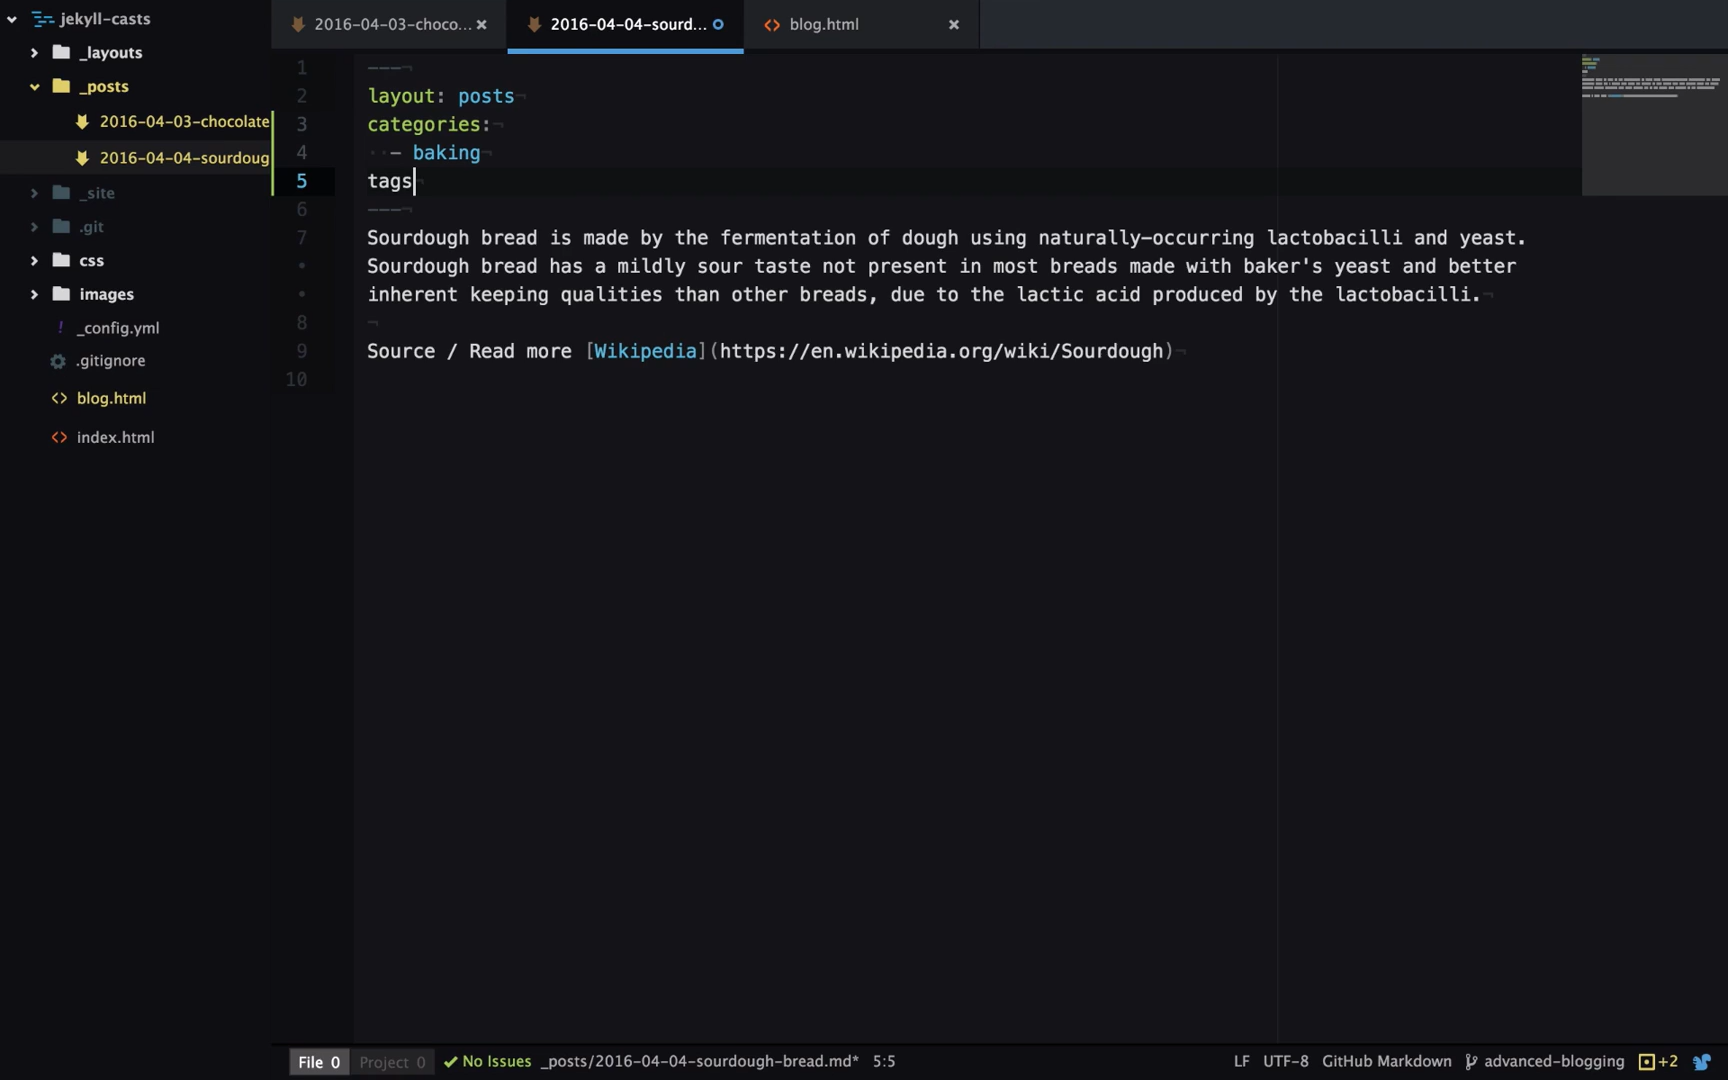 jekyll-casts
_layouts
_posts
2016-04-03-chocolate
2016-04-04-sourdoug
_site
.git
css
images
! _config.yml
.gitignore
<> blog.html
<> index.html
2016-04-03-choco... ×
2016-04-04-sourd...
<> blog.html ×
1 ---¬
2 layout: posts¬
3 categories:¬
4 ··- baking¬
5 tags¬
6 ---¬
7 Sourdough bread is made by the fermentation of dough using naturally-occurring lactobacilli and yeast.
• Sourdough bread has a mildly sour taste not present in most breads made with baker's yeast and better
• inherent keeping qualities than other breads, due to the lactic acid produced by the lactobacilli.¬
8 ¬
9 Source / Read more [Wikipedia](https://en.wikipedia.org/wiki/Sourdough)¬
10
File 0 Project 0 No Issues _posts/2016-04-04-sourdough-bread.md* 5:5 LF UTF-8 GitHub Markdown advanced-blogging +2